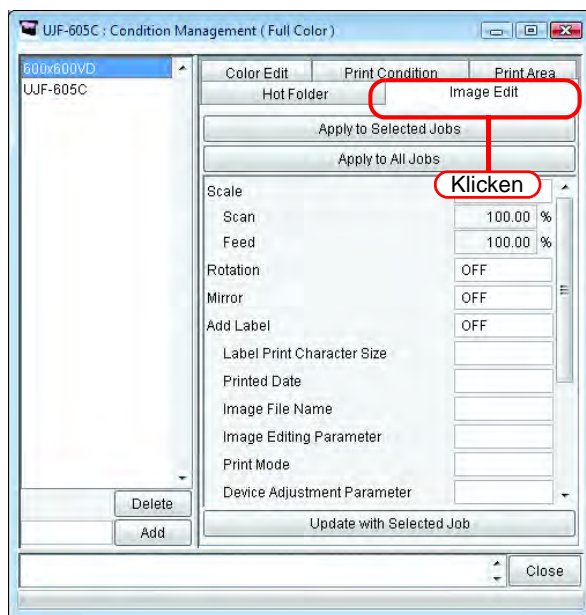 UJF-605C : Condition Management ( Full Color )
600x600VD
UJF-605C
Color Edit Print Condition Print Area
Hot Folder Image Edit
Apply to Selected Jobs
Apply to All Jobs
Klicken
Scale
Scan 100.00 %
Feed 100.00 %
Rotation OFF
Mirror OFF
Add Label OFF
Label Print Character Size
Printed Date
Image File Name
Image Editing Parameter
Print Mode
Device Adjustment Parameter
Delete
Update with Selected Job
Add
Close